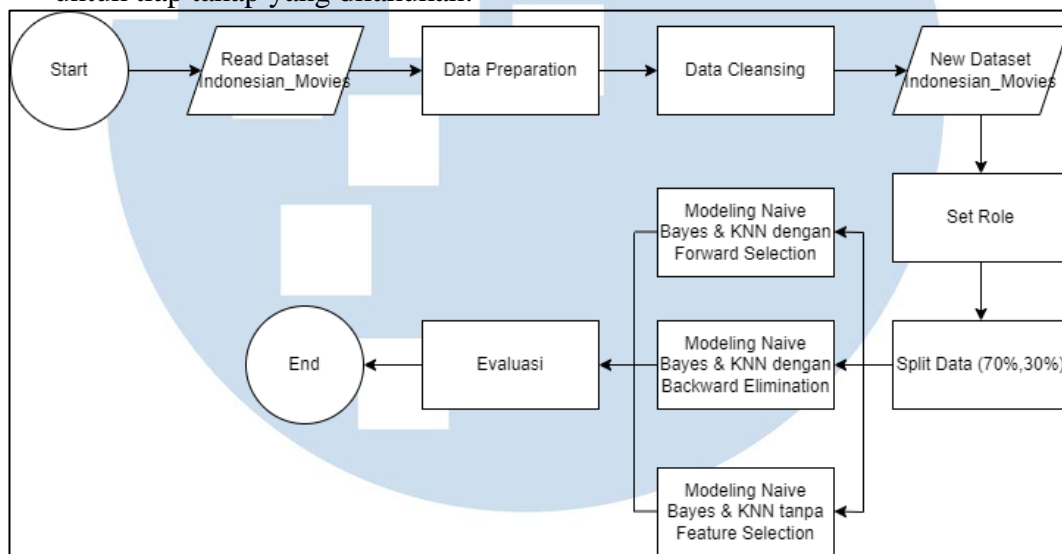 untuk tiap tahap yang dilakukan.
Start
Read Dataset
Indonesian_Movies
Data Preparation
Data Cleansing
New Dataset
Indonesian_Movies
Set Role
Split Data (70%,30%)
Modeling Naive
Bayes & KNN dengan
Forward Selection
Modeling Naive
Bayes & KNN dengan
Backward Elimination
Modeling Naive
Bayes & KNN tanpa
Feature Selection
Evaluasi
End